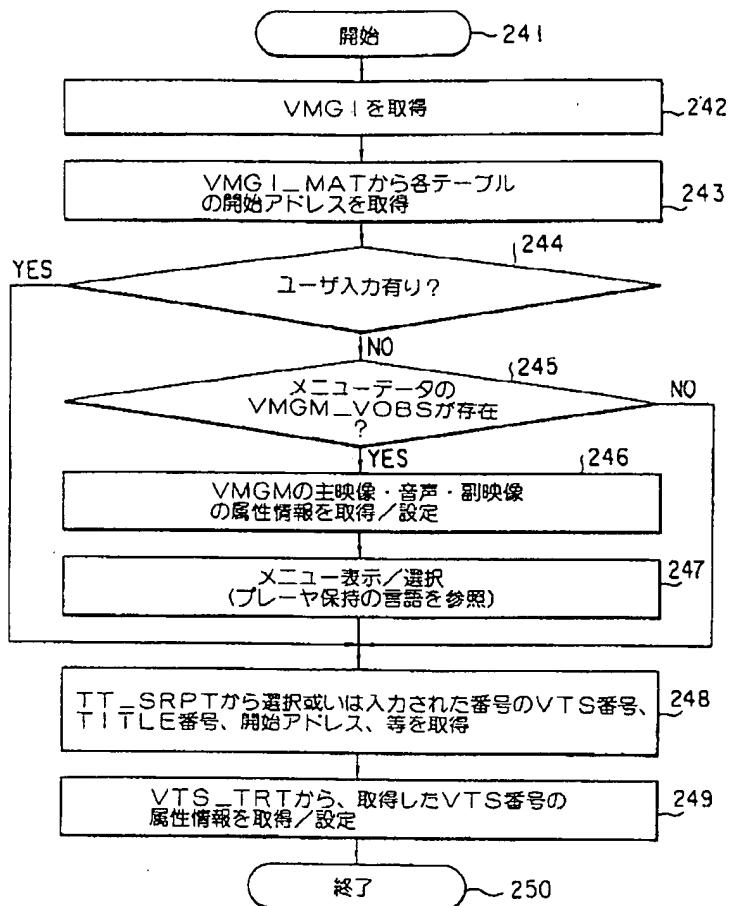 開始
241
VMGIを取得
242
VMGI_MATから各テーブル
の開始アドレスを取得
243
244
YES
ユーザ入力有り？
NO
245
メニューデータの
VMGM_VOBSが存在
？
NO
YES
246
VMGMの主映像・音声・副映像
の属性情報を取得／設定
247
メニュー表示／選択
(プレーヤ保持の言語を参照)
TT_SRPTから選択或いは入力された番号のVTS番号、
TITLE番号、開始アドレス、等を取得
248
VTS_TRTから、取得したVTS番号の
属性情報を取得／設定
249
終了
250